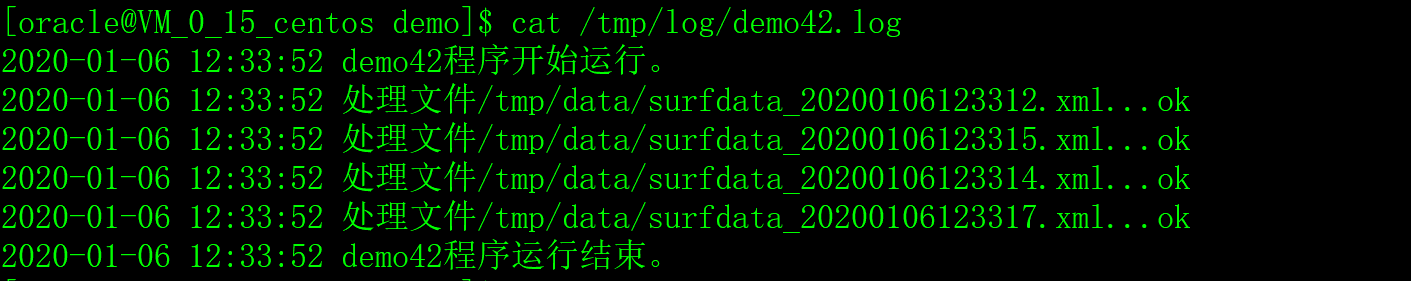 [oracle@VM_0_15_centos demo]$ cat /tmp/log/demo42.log
2020-01-06 12:33:52 demo42程序开始运行。
2020-01-06 12:33:52 处理文件/tmp/data/surfdata_20200106123312.xml...ok
2020-01-06 12:33:52 处理文件/tmp/data/surfdata_20200106123315.xml...ok
2020-01-06 12:33:52 处理文件/tmp/data/surfdata_20200106123314.xml...ok
2020-01-06 12:33:52 处理文件/tmp/data/surfdata_20200106123317.xml...ok
2020-01-06 12:33:52 demo42程序运行结束。